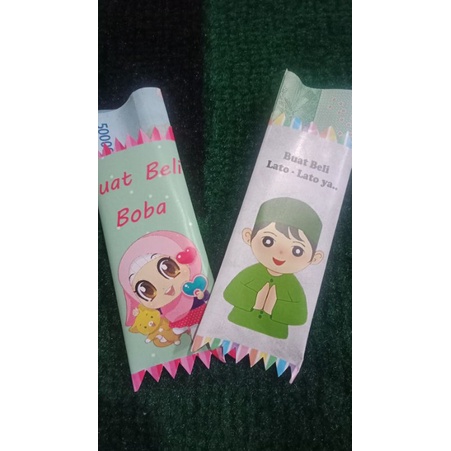 5000
uat Beli
Boba
Buat Beli
Lato - Lato ya..